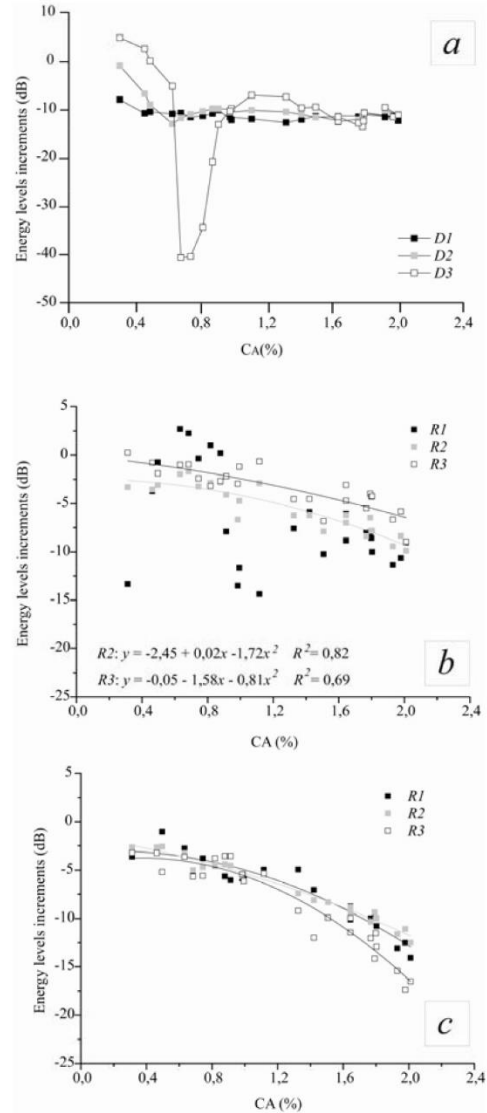 a
10
0
-10
-20
-30
-40
-50
Energy levels increments (dB)
D1
D2
D3
0,0 0,4 0,8 1,2 1,6 2,0 2,4
CA(%)
5
0
-5
-10
-15
-20
-25
Energy levels increments (dB)
R1
R2
R3
R2: y = -2,45 + 0,02x -1,72x² R²= 0,82
R3: y = -0,05 - 1,58x - 0,81x² R²= 0,69
b
0,0 0,4 0,8 1,2 1,6 2,0 2,4
CA (%)
5
0
-5
-10
-15
-20
-25
Energy levels increments (dB)
R1
R2
R3
c
0,0 0,4 0,8 1,2 1,6 2,0 2,4
CA (%)